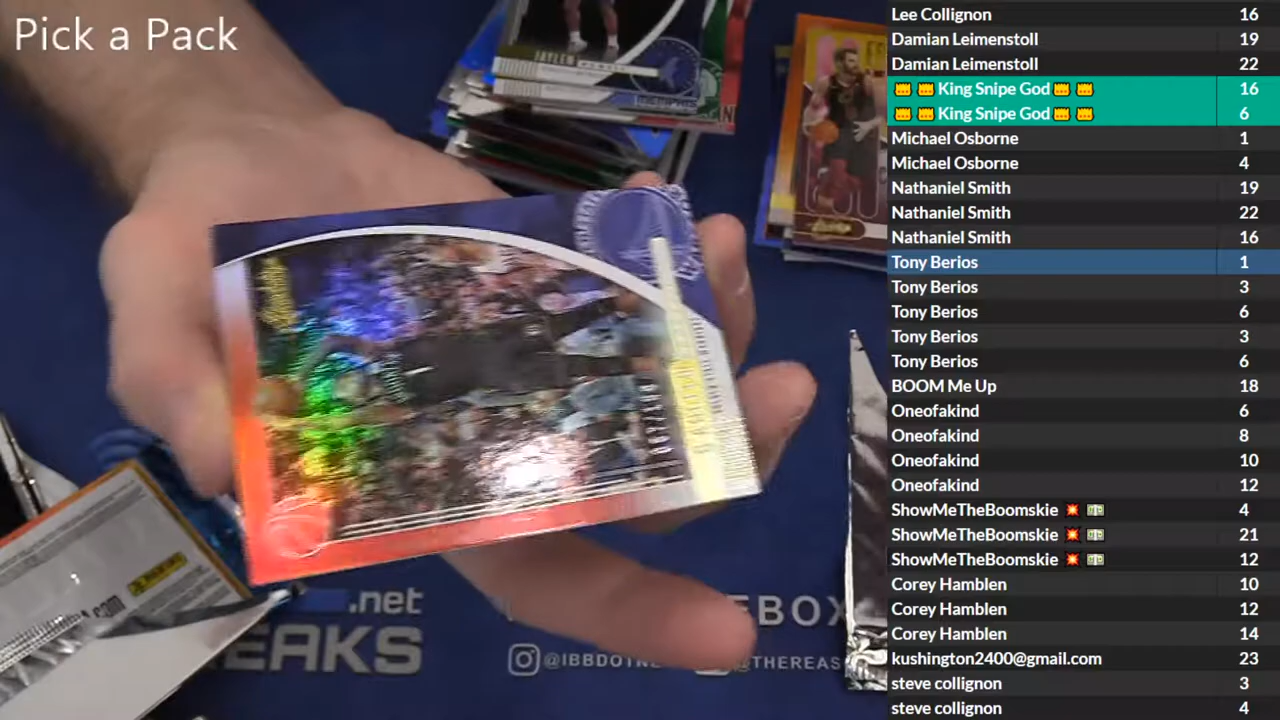 Pick a Pack
Lee Collignon 16
Damian Leimenstoll 19
Damian Leimenstoll 22
King Snipe God 16
King Snipe God 6
Michael Osborne 1
Michael Osborne 4
Nathaniel Smith 19
Nathaniel Smith 22
Nathaniel Smith 16
Tony Berios 1
Tony Berios 3
Tony Berios 6
Tony Berios 3
Tony Berios 6
BOOM Me Up 18
Oneofakind 6
Oneofakind 8
Oneofakind 10
Oneofakind 12
ShowMeTheBoomskie 4
ShowMeTheBoomskie 21
ShowMeTheBoomskie 12
Corey Hamblen 10
Corey Hamblen 12
Corey Hamblen 14
kushington2400@gmail.com 23
steve collignon 3
steve collignon 4
JAYLEN
.net
EBOX
@IBBDOTNE
@THEREAS